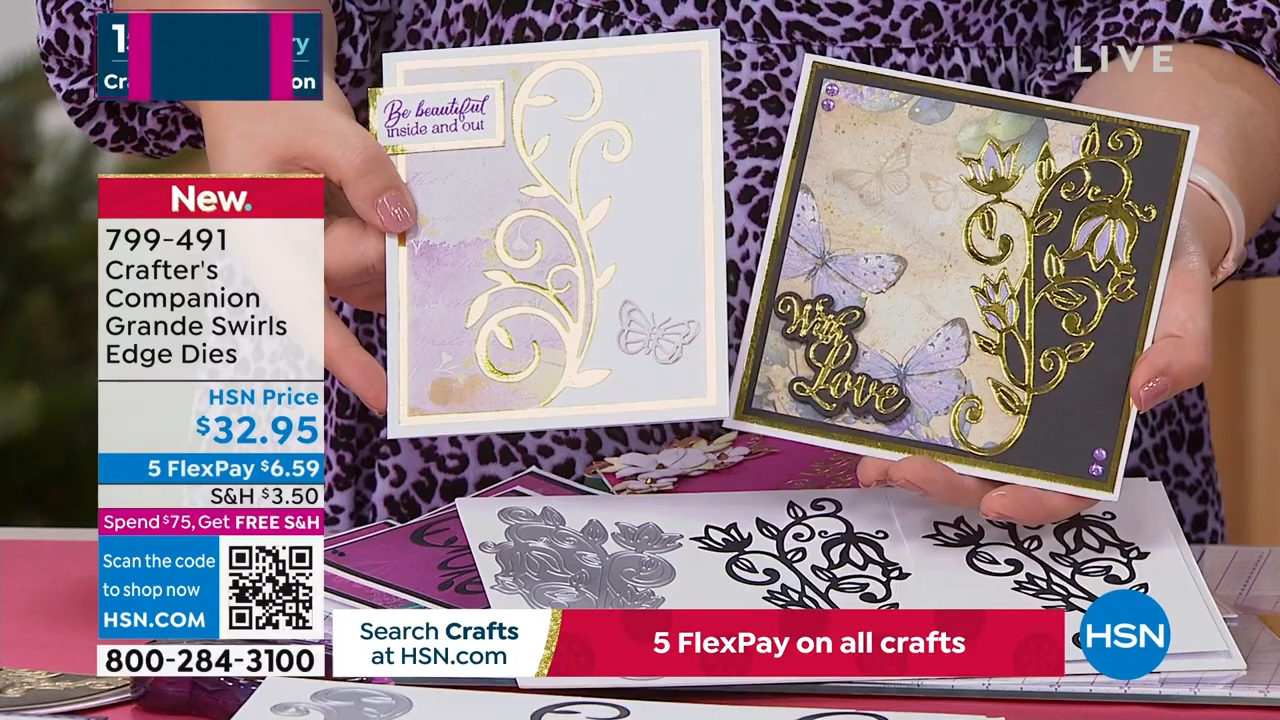 LIVE
Be beautiful
inside and out
With
Love
New.
799-491
Crafter's
Companion
Grande Swirls
Edge Dies
HSN Price
$32.95
5 FlexPay $6.59
S&H $3.50
Spend $75, Get FREE S&H
Scan the code
to shop now
HSN.COM
800-284-3100
Search Crafts
at HSN.com
5 FlexPay on all crafts
HSN